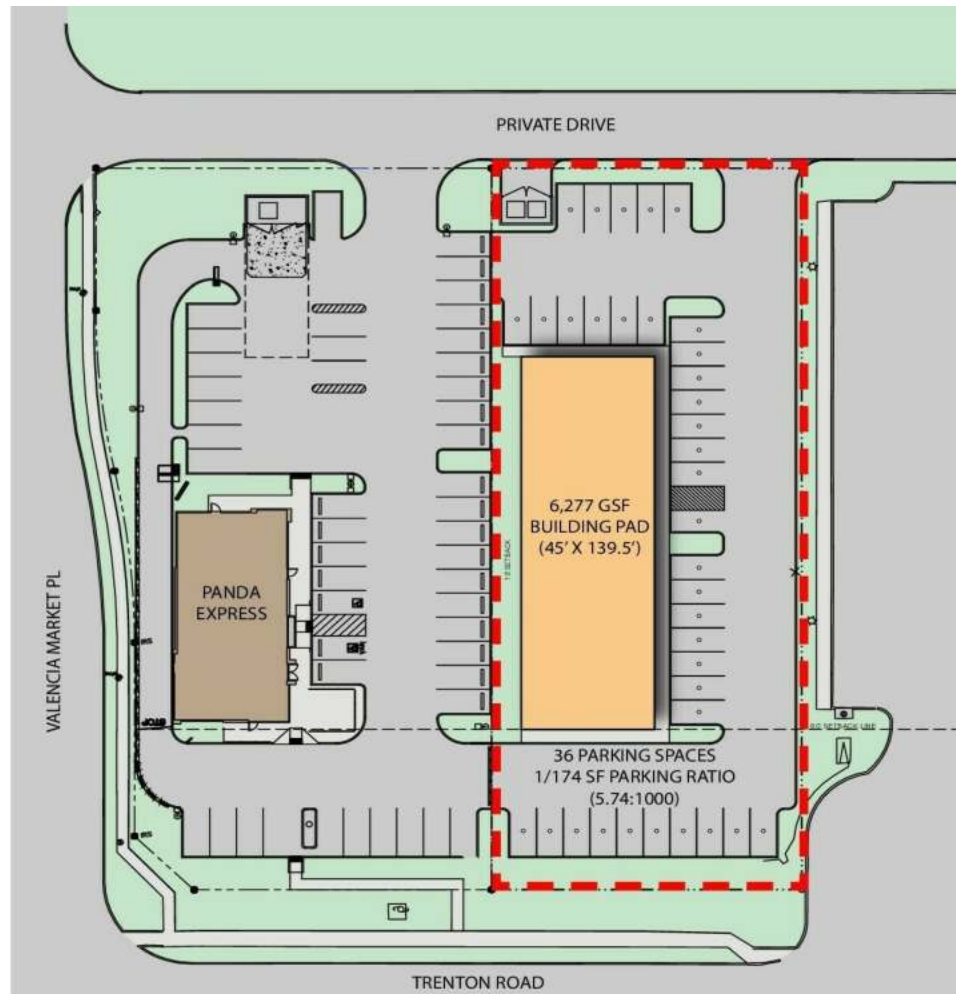 PRIVATE DRIVE
6,277 GSF
BUILDING PAD
(45' X 139.5')
PANDA
EXPRESS
VALENCIA MARKET PL
STOP
36 PARKING SPACES
1/174 SF PARKING RATIO
(5.74:1000)
TRENTON ROAD